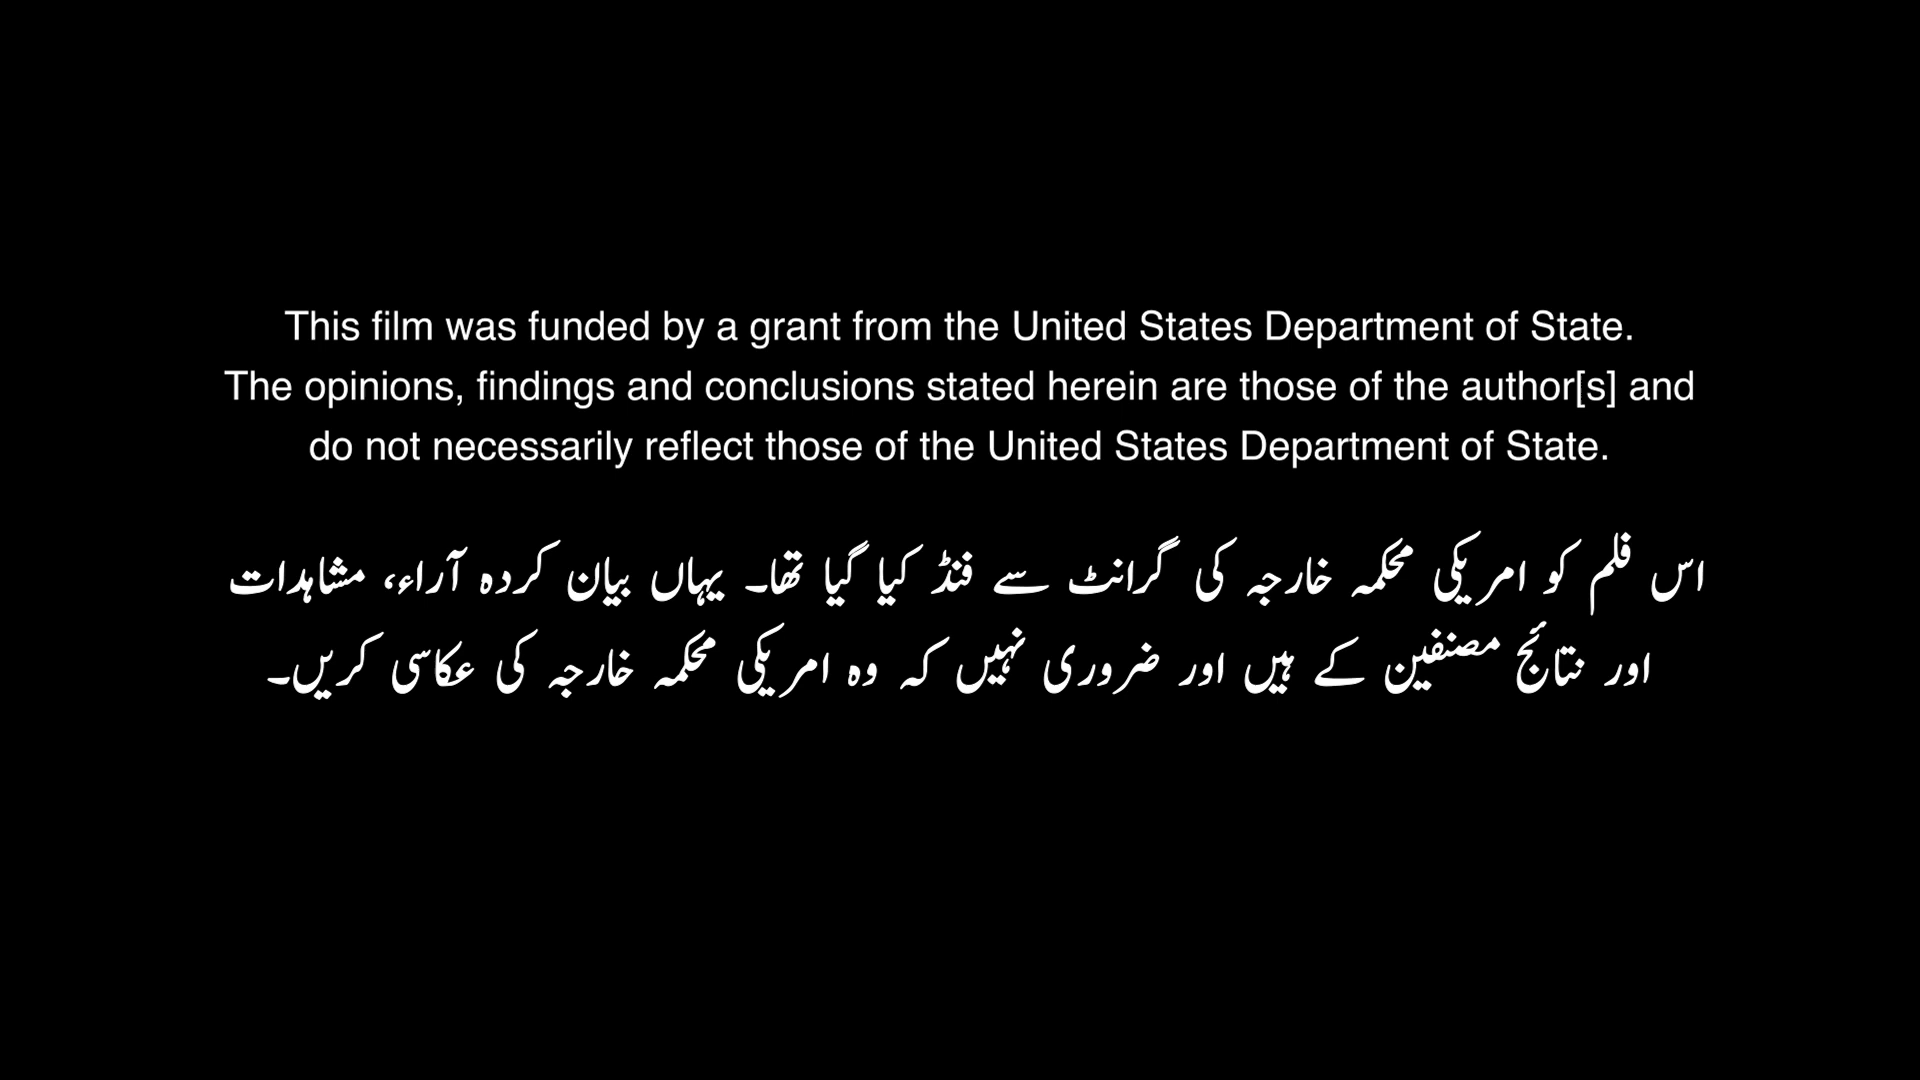 This film was funded by a grant from the United States Department of State.
The opinions, findings and conclusions stated herein are those of the author[s] and
do not necessarily reflect those of the United States Department of State.
اس فلم کو امریکی محکمہ خارجہ کی گرانٹ سے فنڈ کیا گیا تھا۔ یہاں بیان کردہ آراء، مشاہدات
اور نتائج مصنفین کے ہیں اور ضروری نہیں کہ وہ امریکی محکمہ خارجہ کی عکاسی کریں۔